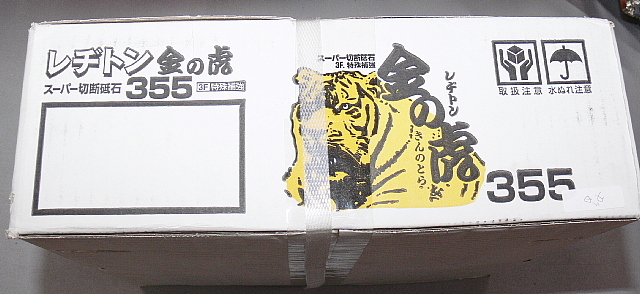 レヂトン 金の虎
スーパー切断砥石 355 3F.特殊補強
スーパー切断砥石
3F. 特殊補強
レヂトン
金の虎
きんのとら
355
取扱注意 水ぬれ注意